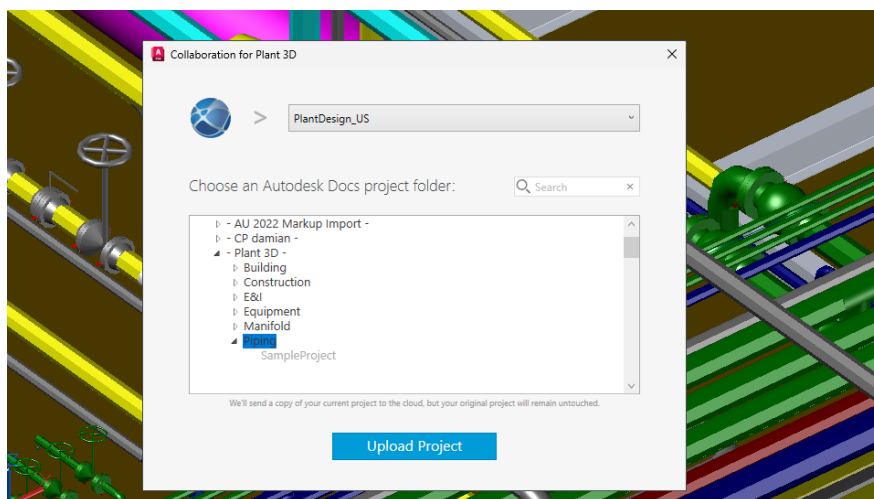 Collaboration for Plant 3D
PlantDesign_US
Choose an Autodesk Docs project folder:
Search
- AU 2022 Markup Import -
- CP damian -
- Plant 3D -
Building
Construction
E&I
Equipment
Manifold
Piping
SampleProject
We'll send a copy of your current project to the cloud, but your original project will remain untouched.
Upload Project